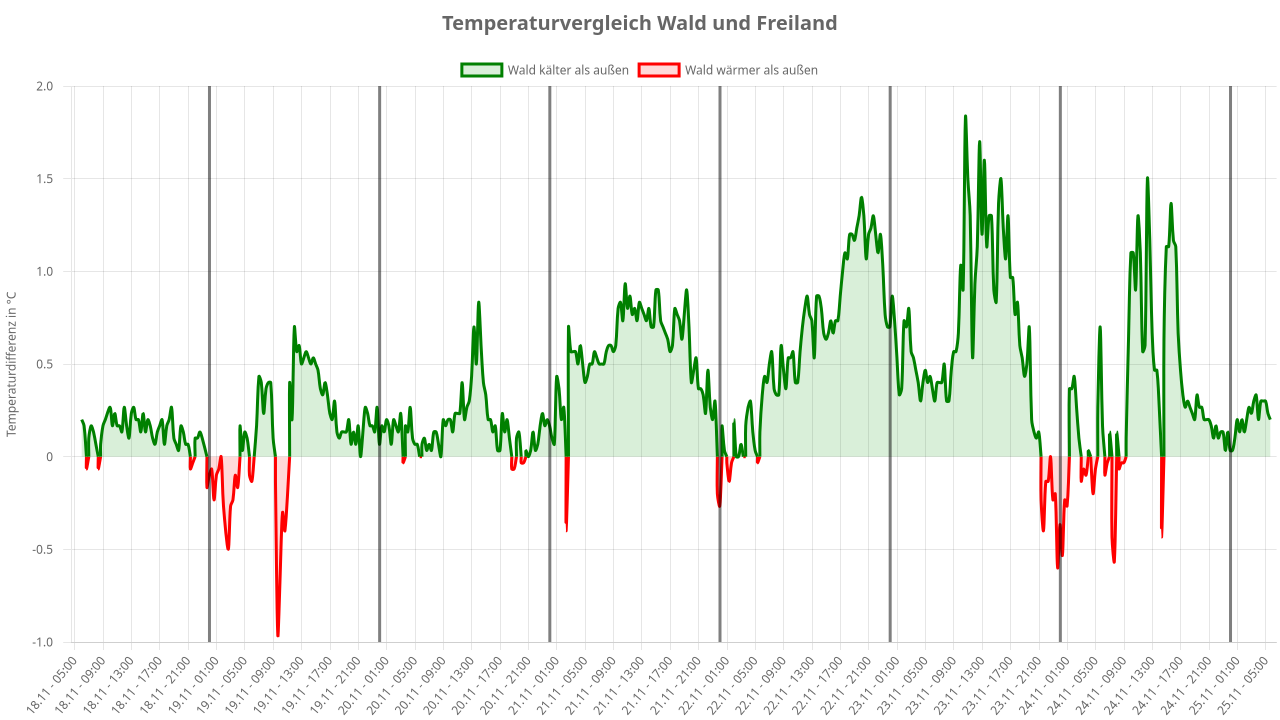 Temperaturvergleich Wald und Freiland
Wald kälter als außen
Wald wärmer als außen
Temperaturdifferenz in °C
2.0
1.5
1.0
0.5
0
-0.5
-1.0
18.11 - 05:00
18.11 - 09:00
18.11 - 13:00
18.11 - 17:00
18.11 - 21:00
19.11 - 01:00
19.11 - 05:00
19.11 - 09:00
19.11 - 13:00
19.11 - 17:00
19.11 - 21:00
20.11 - 01:00
20.11 - 05:00
20.11 - 09:00
20.11 - 13:00
20.11 - 17:00
20.11 - 21:00
21.11 - 01:00
21.11 - 05:00
21.11 - 09:00
21.11 - 13:00
21.11 - 17:00
21.11 - 21:00
22.11 - 01:00
22.11 - 05:00
22.11 - 09:00
22.11 - 13:00
22.11 - 17:00
22.11 - 21:00
23.11 - 01:00
23.11 - 05:00
23.11 - 09:00
23.11 - 13:00
23.11 - 17:00
23.11 - 21:00
24.11 - 01:00
24.11 - 05:00
24.11 - 09:00
24.11 - 13:00
24.11 - 17:00
24.11 - 21:00
25.11 - 01:00
25.11 - 05:00